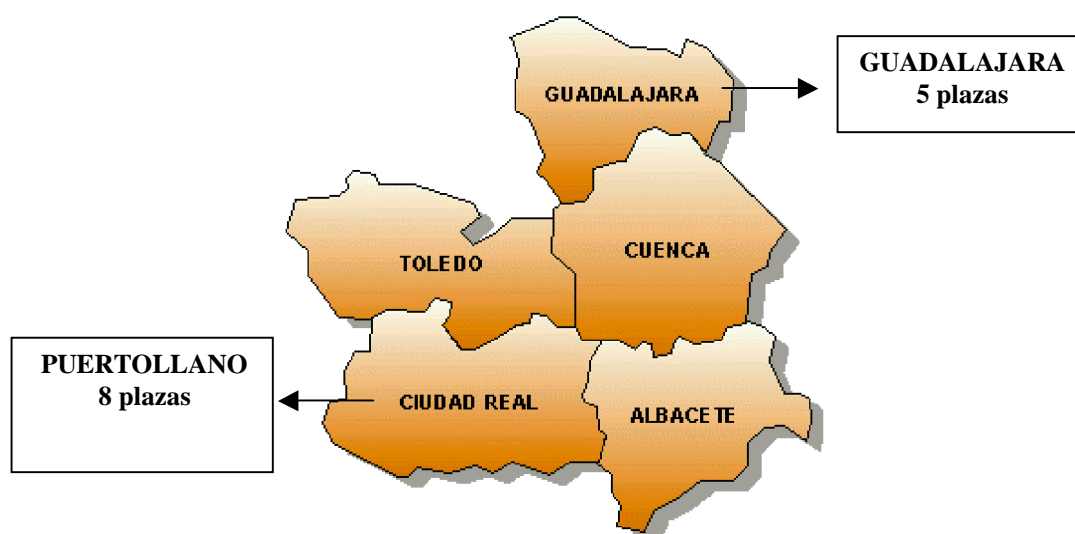 GUADALAJARA
5 plazas
GUADALAJARA
CUENCA
TOLEDO
PUERTOLLANO
8 plazas
CIUDAD REAL
ALBACETE